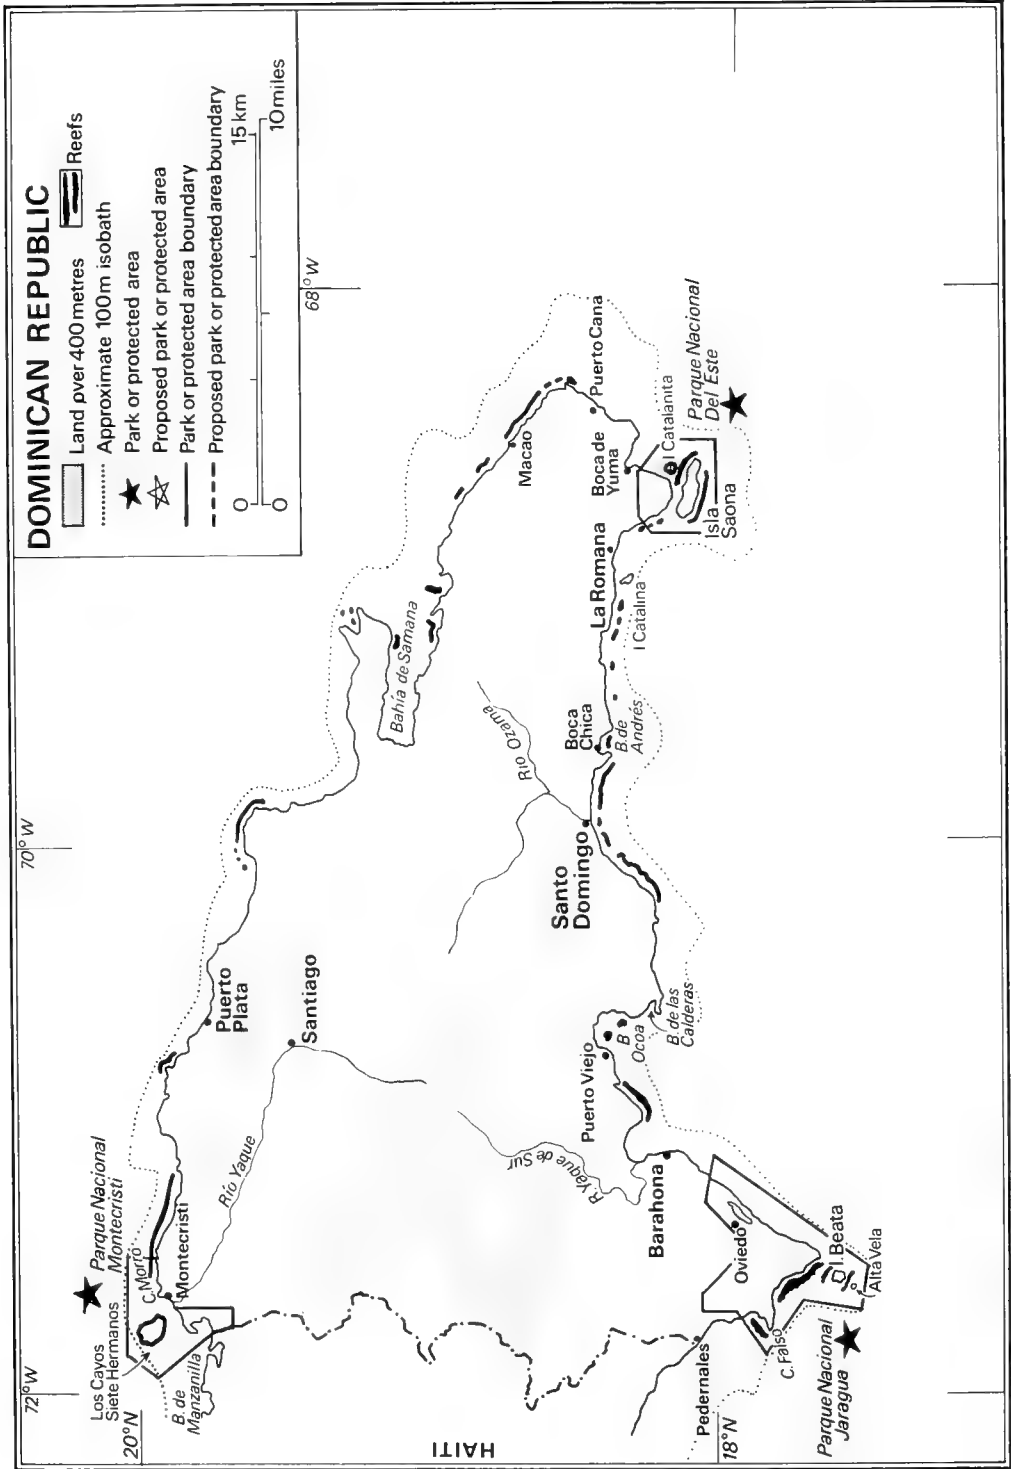 DOMINICAN REPUBLIC
Land over 400 metres
Reefs
Approximate 100m isobath
Park or protected area
Proposed park or protected area
Park or protected area boundary
Proposed park or protected area boundary
0
15 km
0
10 miles
72°W
70°W
68°W
20°N
18°N
HAITI
Los Cayos
Siete Hermanos
Parque Nacional
Montecristi
C. Morro
Montecristi
B. de
Manzanilla
Río Yaque
Puerto
Plata
Santiago
Bahía de Samana
Macao
Puerto Cana
Boca de
Yuma
I Catalanita
Parque Nacional
Del Este
Isla
Saona
La Romana
I Catalina
Boca
Chica
B. de
Andrés
Río Ozama
Santo
Domingo
B. de las
Calderas
B
Ocoa
Puerto Viejo
R Yaque de Sur
Barahona
Oviedo
I. Beata
Alta Vela
C. Falso
Pedernales
Parque Nacional
Jaragua